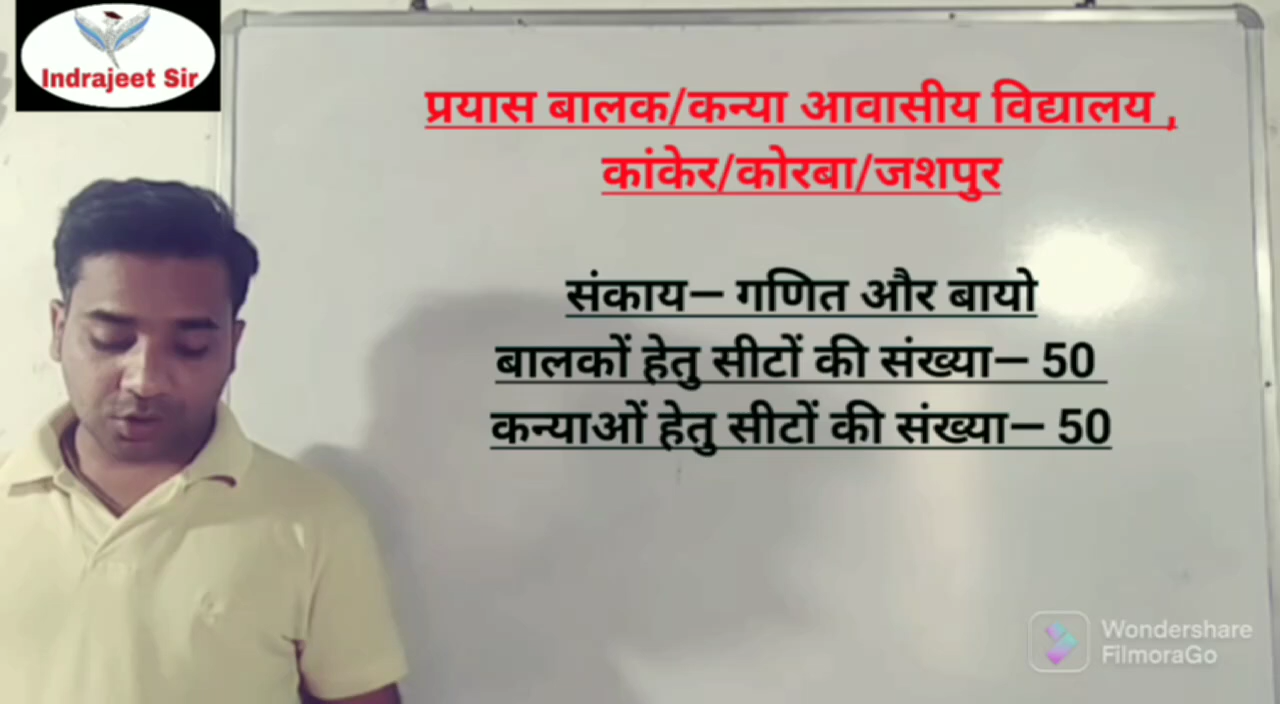 Indrajeet Sir
प्रयास बालक/कन्या आवासीय विद्यालय ,
कांकेर/कोरबा/जशपुर
संकाय— गणित और बायो
बालकों हेतु सीटों की संख्या— 50
कन्याओं हेतु सीटों की संख्या— 50
Wondershare
FilmoraGo